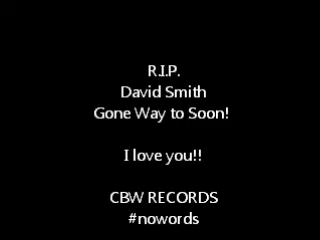 R.I.P.
David Smith
Gone Way to Soon!
I love you!!
CBW RECORDS
#nowords